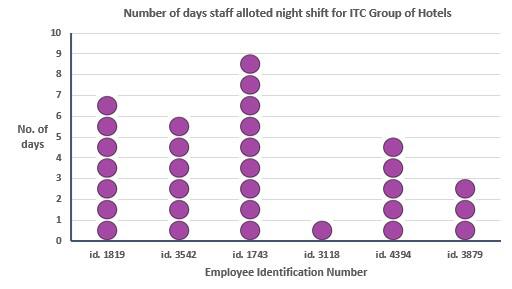 Number of days staff alloted night shift for ITC Group of Hotels
10
9
8
7
6
5
4
3
2
1
0
No. of
days
id. 1819 id. 3542 id. 1743 id. 3118 id. 4394 id. 3879
Employee Identification Number